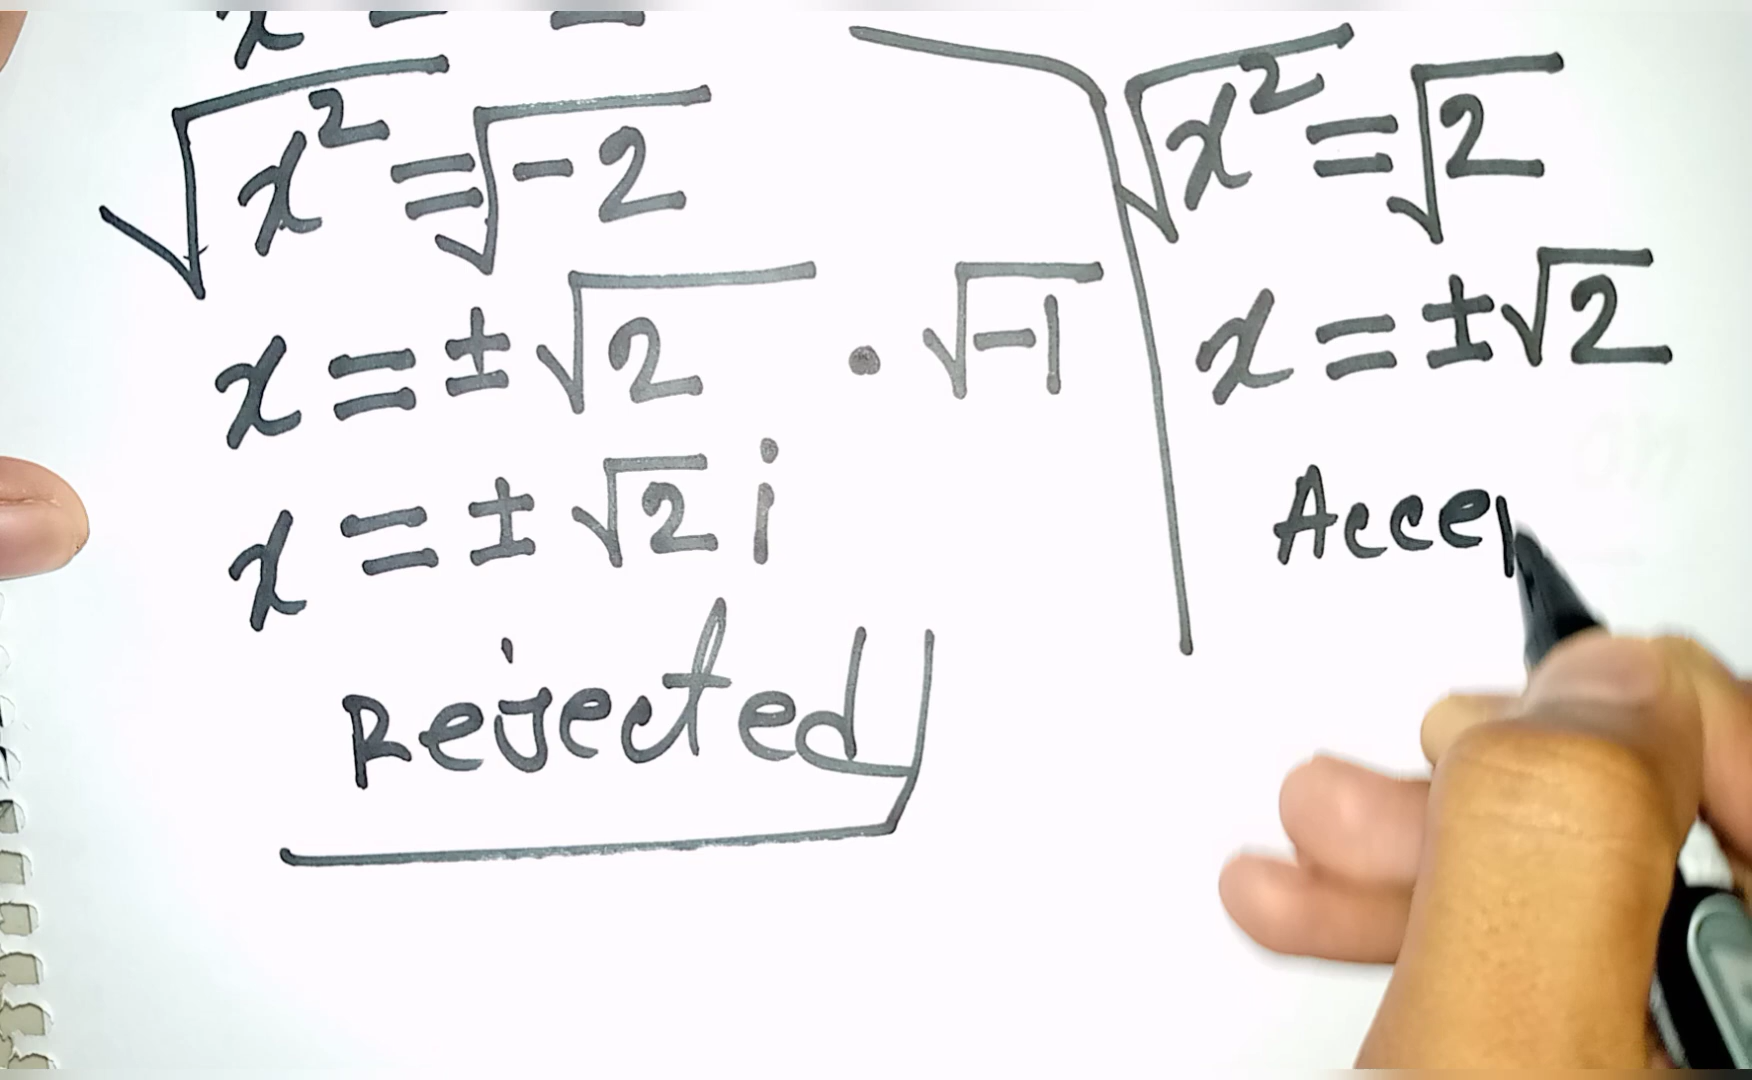 √x² = √-2
x = ±√2 · √-1
x = ±√2 i
Rejected
√x² = √2
x = ±√2
Accep